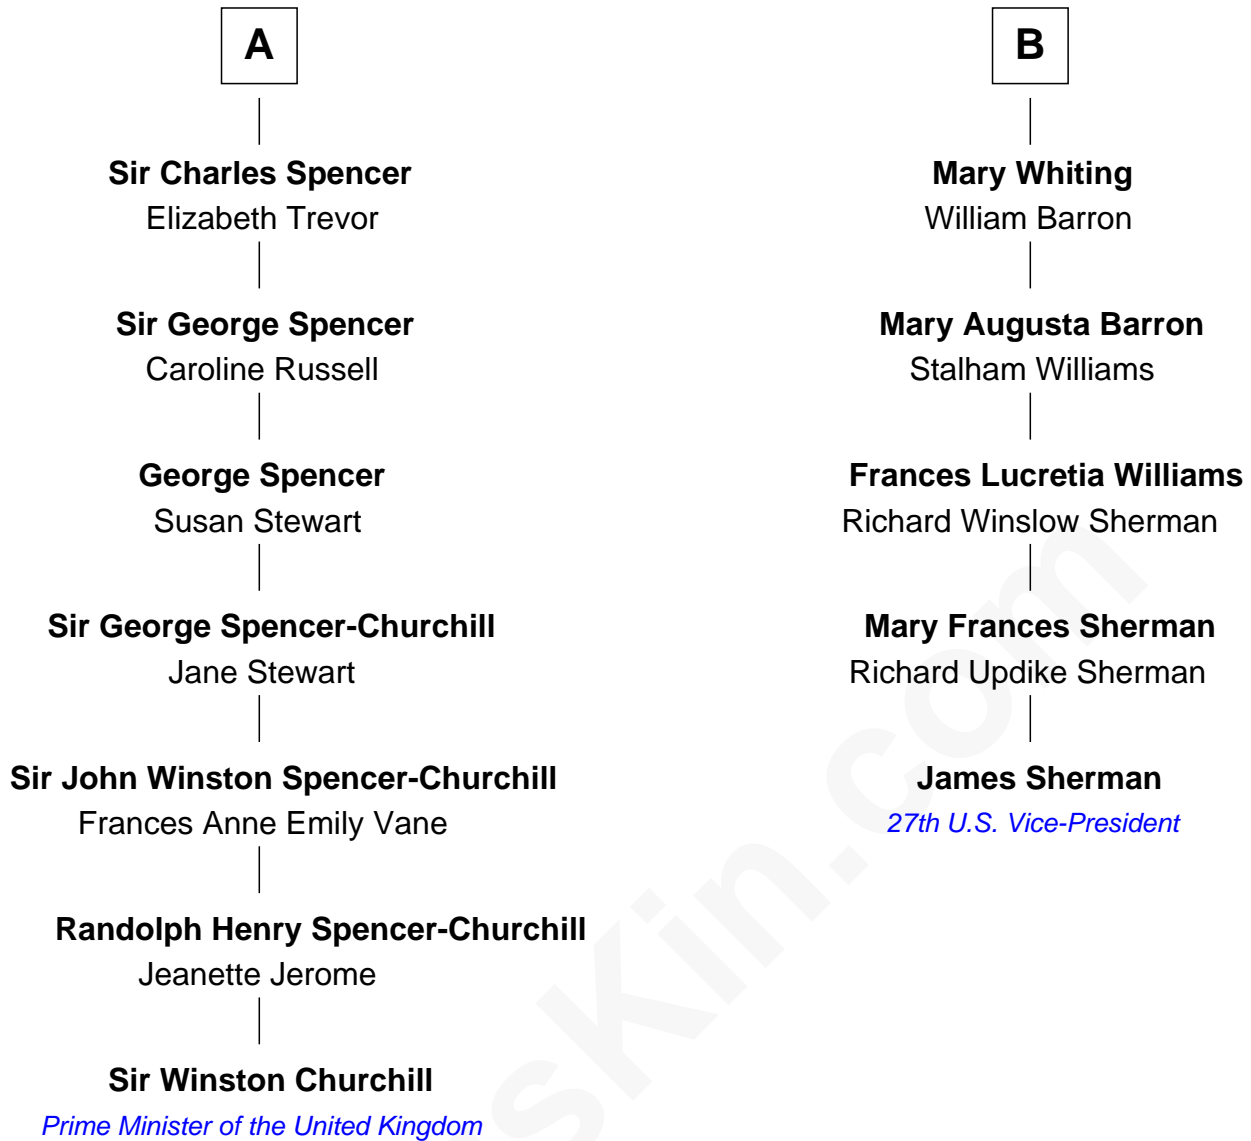 A
Sir Charles Spencer
Elizabeth Trevor
Sir George Spencer
Caroline Russell
George Spencer
Susan Stewart
Sir George Spencer-Churchill
Jane Stewart
Sir John Winston Spencer-Churchill
Frances Anne Emily Vane
Randolph Henry Spencer-Churchill
Jeanette Jerome
Sir Winston Churchill
Prime Minister of the United Kingdom
B
Mary Whiting
William Barron
Mary Augusta Barron
Stalham Williams
Frances Lucretia Williams
Richard Winslow Sherman
Mary Frances Sherman
Richard Updike Sherman
James Sherman
27th U.S. Vice-President
sKin.com